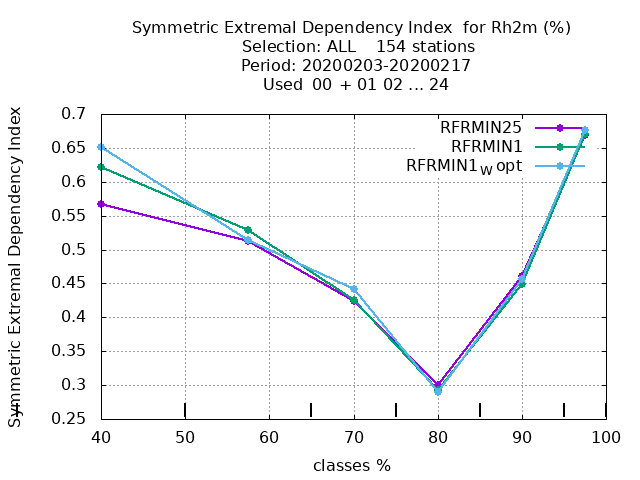 Symmetric Extremal Dependency Index for Rh2m (%)
Selection: ALL 154 stations
Period: 20200203-20200217
Used 00 + 01 02 ... 24
Symmetric Extremal Dependency Index
0.7
0.65
0.6
0.55
0.5
0.45
0.4
0.35
0.3
0.25
RFRMIN25
RFRMIN1
RFRMIN1W opt
40 50 60 70 80 90 100
classes %